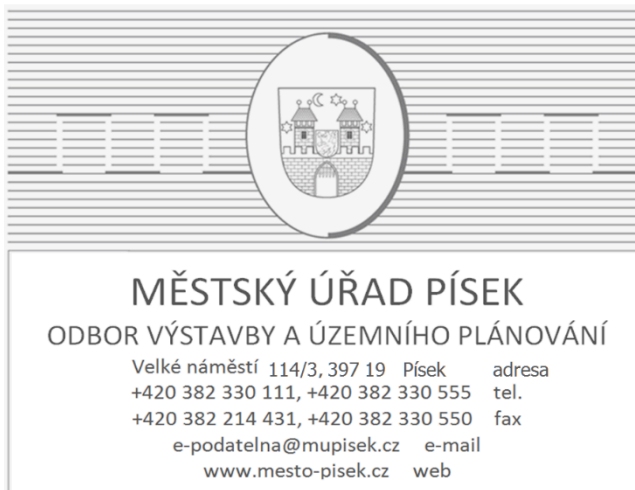 MĚSTSKÝ ÚŘAD PÍSEK
ODBOR VÝSTAVBY A ÚZEMNÍHO PLÁNOVÁNÍ
Velké náměstí 114/3, 397 19 Písek adresa
+420 382 330 111, +420 382 330 555 tel.
+420 382 214 431, +420 382 330 550 fax
e-podatelna@mupisek.cz e-mail
www.mesto-pisek.cz web